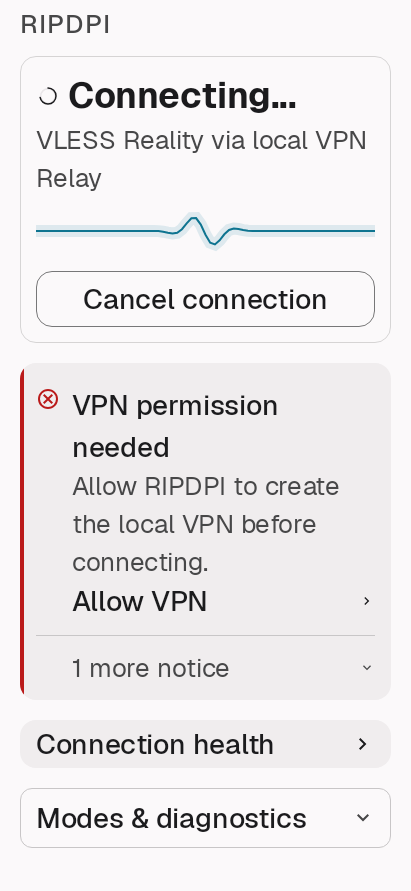 RIPDPI
Connecting...
VLESS Reality via local VPN
Relay
Cancel connection
VPN permission
needed
Allow RIPDPI to create
the local VPN before
connecting.
Allow VPN
1 more notice
Connection health
Modes & diagnostics